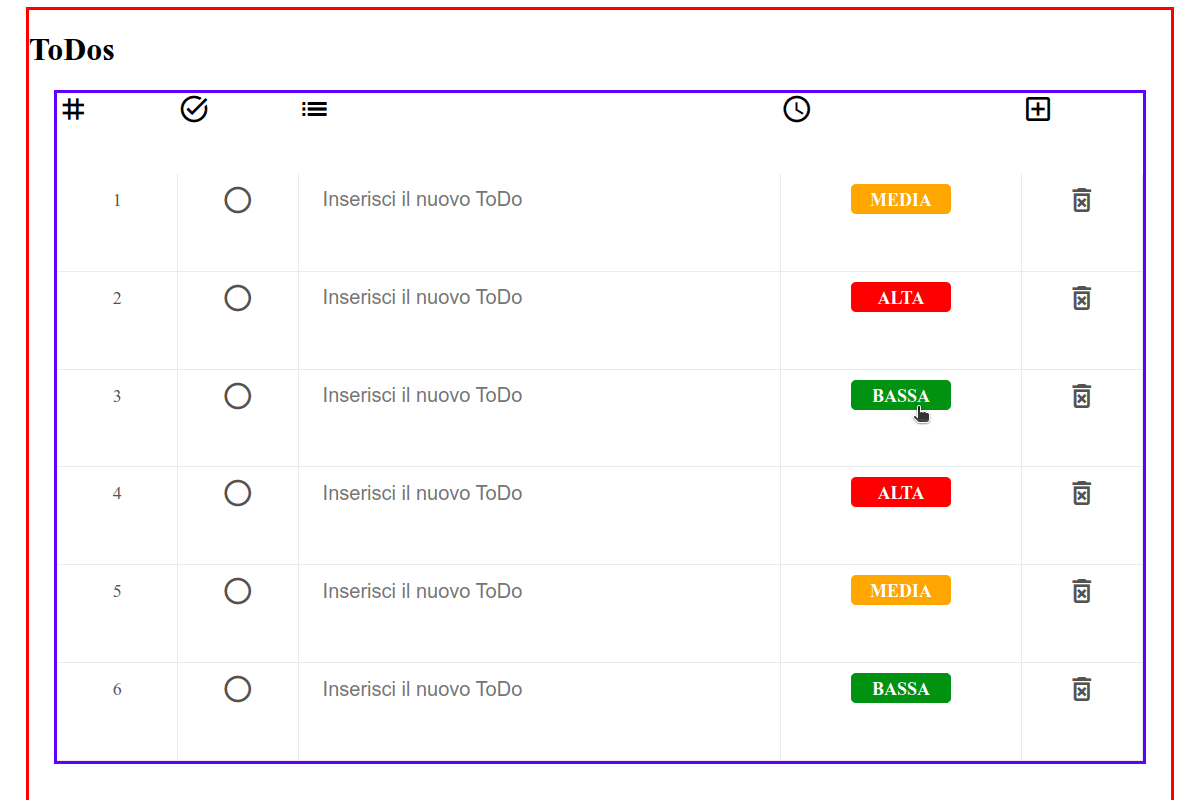 ToDos
#
1 Inserisci il nuovo ToDo MEDIA
2 Inserisci il nuovo ToDo ALTA
3 Inserisci il nuovo ToDo BASSA
4 Inserisci il nuovo ToDo ALTA
5 Inserisci il nuovo ToDo MEDIA
6 Inserisci il nuovo ToDo BASSA